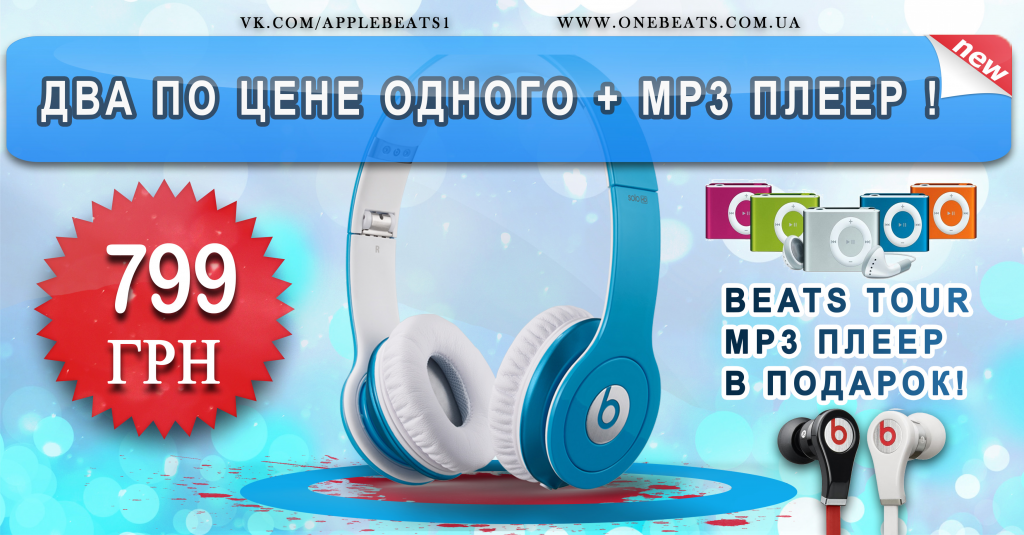 VK.COM/APPLEBEATS1 WWW.ONEBEATS.COM.UA
new
ДВА ПО ЦЕНЕ ОДНОГО + MP3 ПЛЕЕР !
799
ГРН
BEATS TOUR
MP3 ПЛЕЕР
В ПОДАРОК!